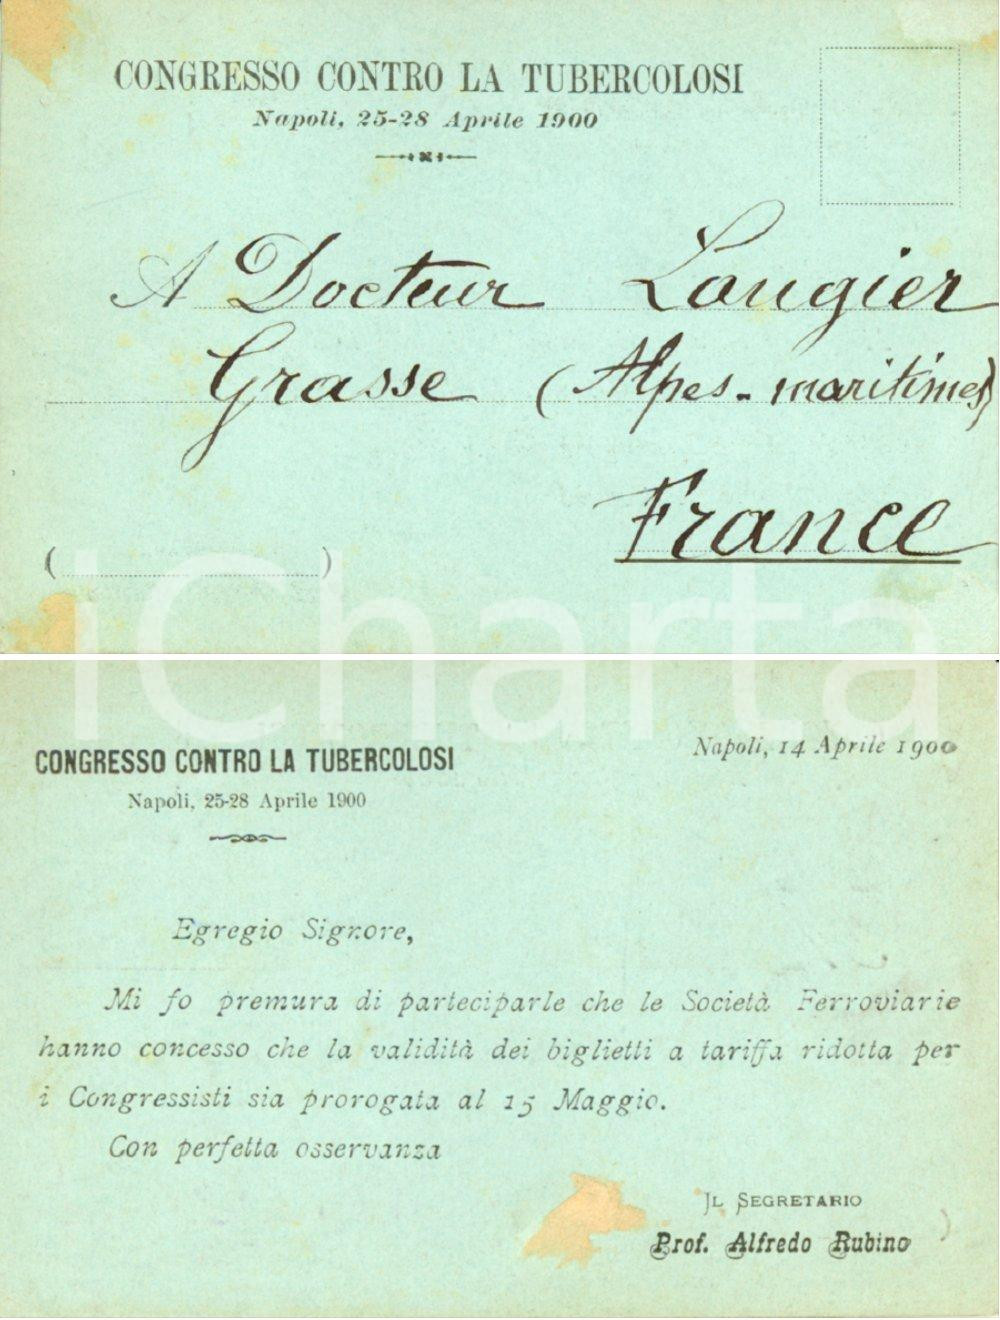 CONGRESSO CONTRO LA TUBERCOLOSI
Napoli, 25-28 Aprile 1900
A Docteur Laugier
Grasse (Alpes-maritimes)
France
( )
iCharta
CONGRESSO CONTRO LA TUBERCOLOSI
Napoli, 25-28 Aprile 1900
Napoli, 14 Aprile 1900
Egregio Signore,
Mi fo premura di parteciparle che le Società Ferroviarie
hanno concesso che la validità dei biglietti a tariffa ridotta per
i Congressisti sia prorogata al 15 Maggio.
Con perfetta osservanza
IL SEGRETARIO
Prof. Alfredo Rubino